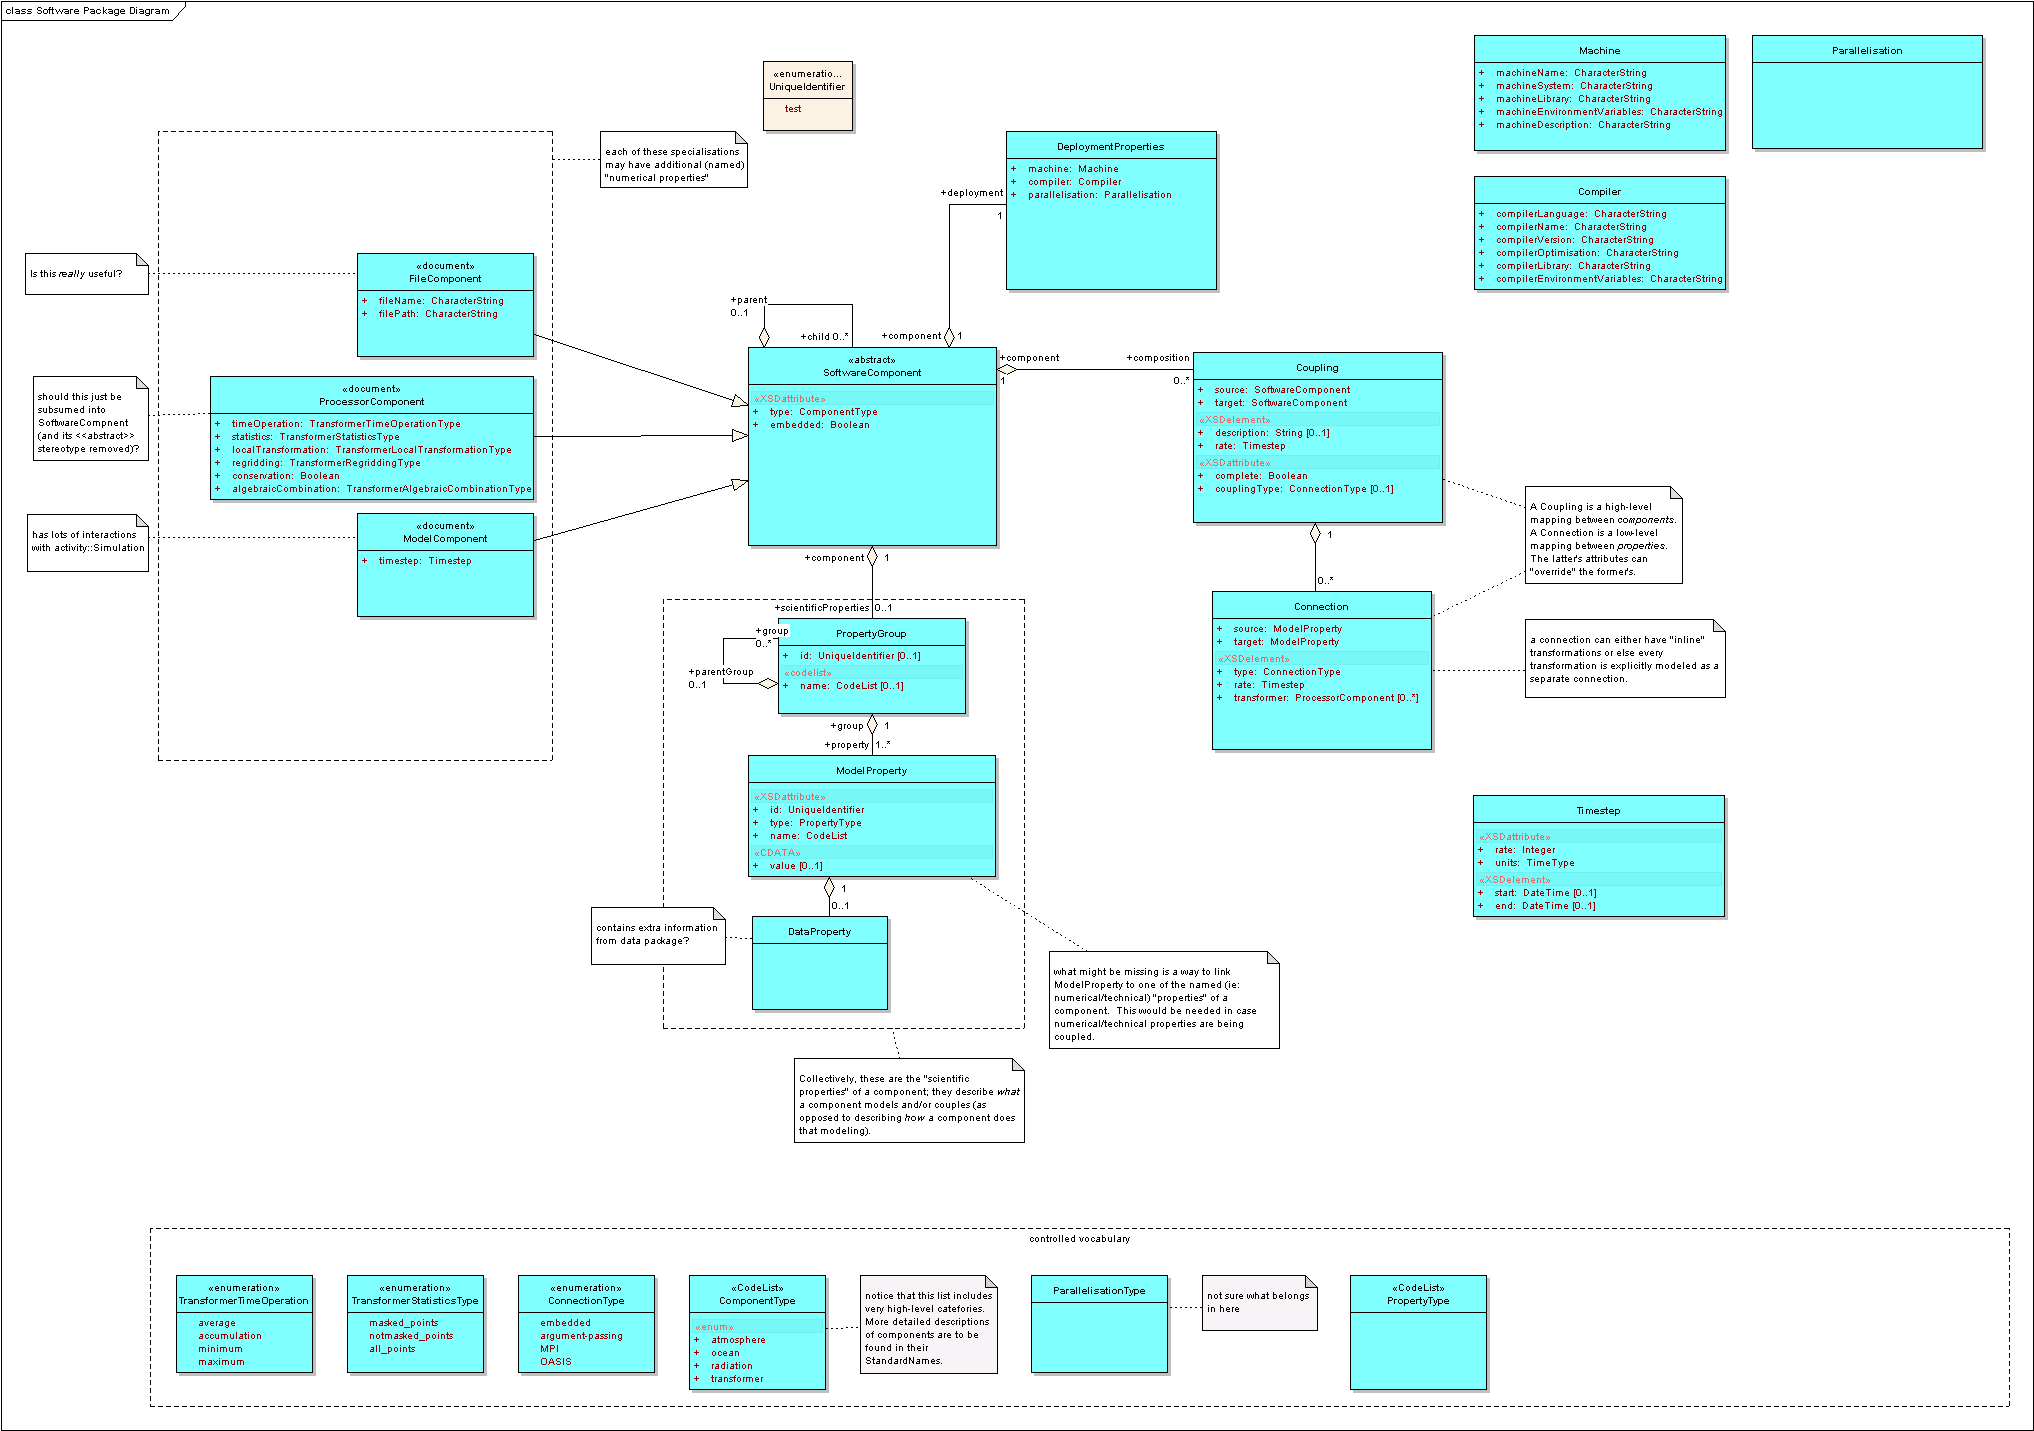 class Software Package Diagram
«enumeratio...
UniqueIdentifier
test
Machine
+ machineName: CharacterString
+ machineSystem: CharacterString
+ machineLibrary: CharacterString
+ machineEnvironmentVariables: CharacterString
+ machineDescription: CharacterString
Parallelisation
each of these specialisations
may have additional (named)
"numerical properties"
DeploymentProperties
+ machine: Machine
+ compiler: Compiler
+ parallelisation: Parallelisation
+deployment
1
Compiler
+ compilerLanguage: CharacterString
+ compilerName: CharacterString
+ compilerVersion: CharacterString
+ compilerOptimisation: CharacterString
+ compilerLibrary: CharacterString
+ compilerEnvironmentVariables: CharacterString
Is this really useful?
«document»
FileComponent
+ fileName: CharacterString
+ filePath: CharacterString
+parent
0..1
+child 0..*
+component 1
«abstract»
SoftwareComponent
«XSDattribute»
+ type: ComponentType
+ embedded: Boolean
+component
1
+composition
0..*
Coupling
+ source: SoftwareComponent
+ target: SoftwareComponent
«XSDelement»
+ description: String [0..1]
+ rate: Timestep
«XSDattribute»
+ complete: Boolean
+ couplingType: ConnectionType [0..1]
should this just be
subsumed into
SoftwareCompnent
(and its <<abstract>>
stereotype removed)?
«document»
ProcessorComponent
+ timeOperation: TransformerTimeOperationType
+ statistics: TransformerStatisticsType
+ localTransformation: TransformerLocalTransformationType
+ regridding: TransformerRegriddingType
+ conservation: Boolean
+ algebraicCombination: TransformerAlgebraicCombinationType
has lots of interactions
with activity::Simulation
«document»
ModelComponent
+ timestep: Timestep
A Coupling is a high-level
mapping between components.
A Connection is a low-level
mapping between properties.
The latter's attributes can
"override" the former's.
1
0..*
+component 1
+scientificProperties 0..1
+group
0..*
+parentGroup
0..1
PropertyGroup
+ id: UniqueIdentifier [0..1]
«codelist»
+ name: CodeList [0..1]
Connection
+ source: ModelProperty
+ target: ModelProperty
«XSDelement»
+ type: ConnectionType
+ rate: Timestep
+ transformer: ProcessorComponent [0..*]
a connection can either have "inline"
transformations or else every
transformation is explicitly modeled as a
separate connection.
+group 1
+property 1..*
ModelProperty
«XSDattribute»
+ id: UniqueIdentifier
+ type: PropertyType
+ name: CodeList
«CDATA»
+ value [0..1]
Timestep
«XSDattribute»
+ rate: Integer
+ units: TimeType
«XSDelement»
+ start: DateTime [0..1]
+ end: DateTime [0..1]
1
0..1
contains extra information
from data package?
DataProperty
what might be missing is a way to link
ModelProperty to one of the named (ie:
numerical/technical) "properties" of a
component. This would be needed in case
numerical/technical properties are being
coupled.
Collectively, these are the "scientific
properties" of a component; they describe what
a component models and/or couples (as
opposed to describing how a component does
that modeling).
controlled vocabulary
«enumeration»
TransformerTimeOperation
average
accumulation
minimum
maximum
«enumeration»
TransformerStatisticsType
masked_points
notmasked_points
all_points
«enumeration»
ConnectionType
embedded
argument-passing
MPI
OASIS
«CodeList»
ComponentType
«enum»
+ atmosphere
+ ocean
+ radiation
+ transformer
notice that this list includes
very high-level catefories.
More detailed descriptions
of components are to be
found in their
StandardNames.
ParallelisationType
not sure what belongs
in here
«CodeList»
PropertyType